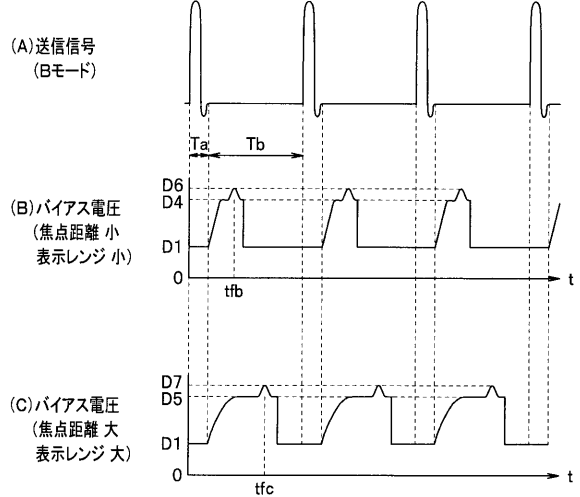 (A)送信信号
(Bモード)
Ta
Tb
(B)バイアス電圧
(焦点距離 小
表示レンジ 小)
D6
D4
D1
0
tfb
t
(C)バイアス電圧
(焦点距離 大
表示レンジ 大)
D7
D5
D1
0
tfc
t